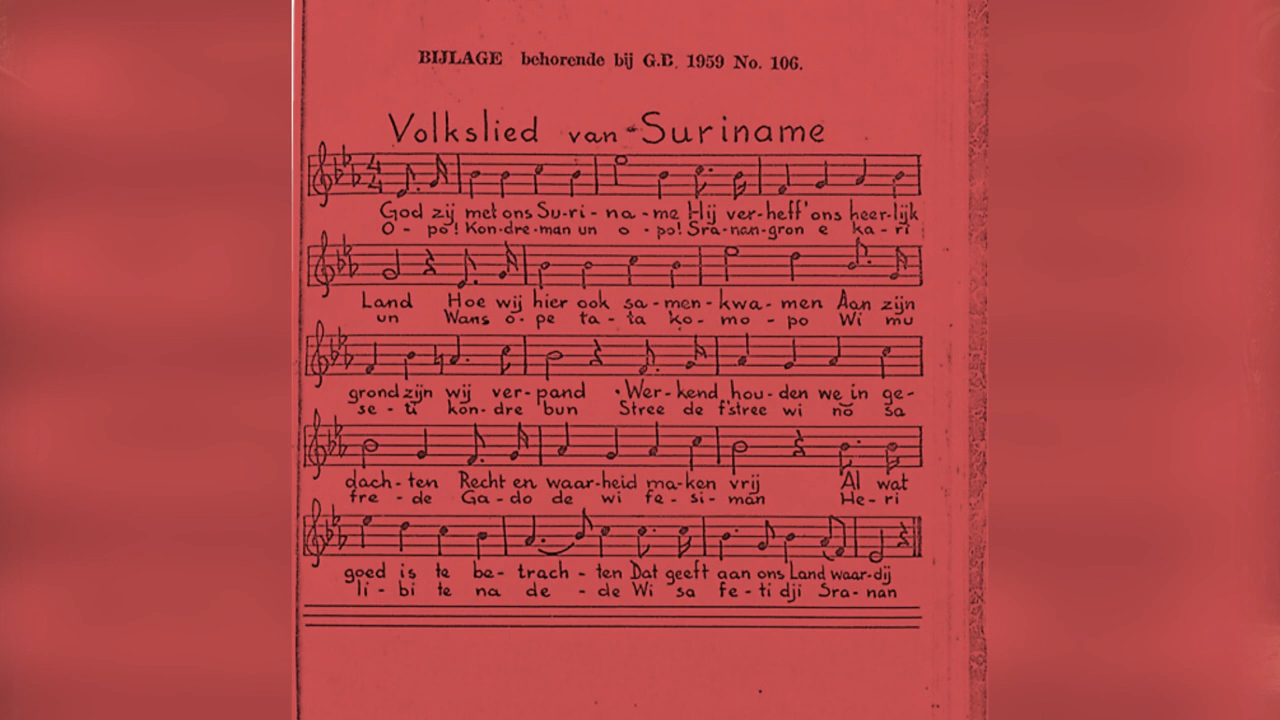 BIJLAGE behorende bij G.B. 1959 No. 106.
Volkslied van Suriname
God zij met ons Su-ri-na-me Hij ver-heff' ons heer-lijk
O-po! Kon-dre-man un o-po! Sra-nan-gron e ka-ri
Land Hoe wij hier ook sa-men-kwa-men Aan zijn
un Wans o-pe ta-ta ko-mo-po Wi mu
grond zijn wij ver-pand Wer-kend hou-den we in ge-
se-ti kon-dre bun Stree de f'stree wi no sa
dach-ten Recht en waar-heid ma-ken vrij Al wat
fre-de Ga-do de wi fe-si-man He-ri
goed is te be-trach-ten Dat geeft aan ons Land waar-dij
li-bi te na de-de Wi sa fe-ti dji Sra-nan